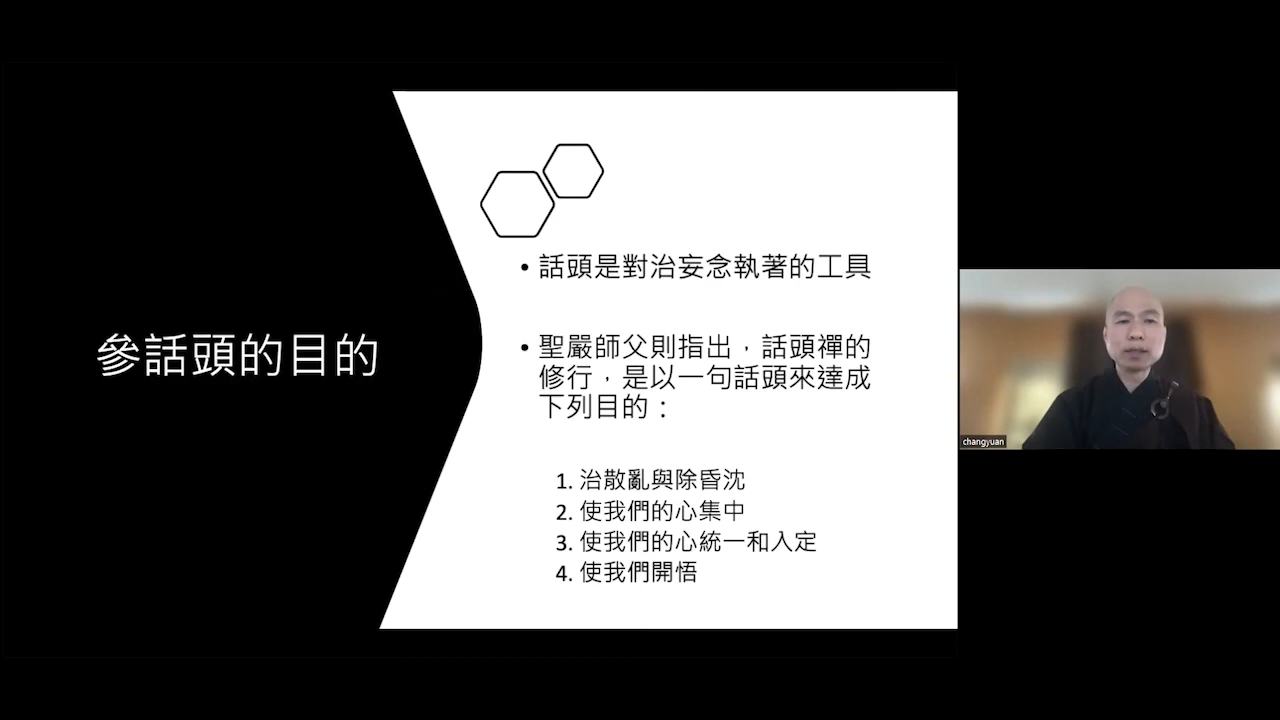 參話頭的目的
• 話頭是對治妄念執著的工具
• 聖嚴師父則指出，話頭禪的
修行，是以一句話頭來達成
下列目的：
1. 治散亂與除昏沈
2. 使我們的心集中
3. 使我們的心統一和入定
4. 使我們開悟
changyuan